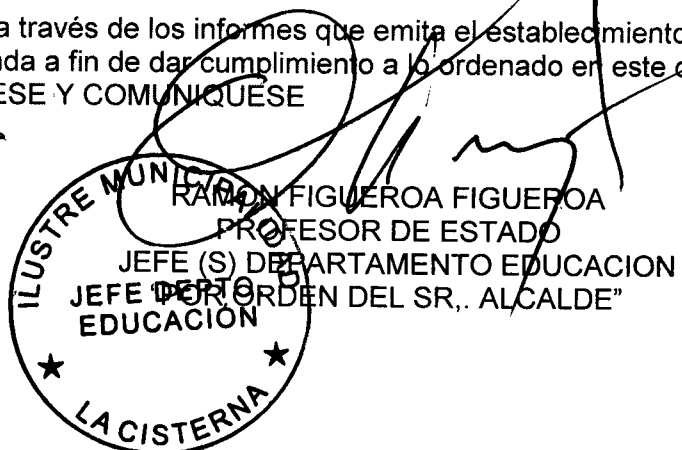 a través de los informes que emita el establecimiento
da a fin de dar cumplimiento a lo ordenado en este
ESE Y COMUNIQUESE
RAMON FIGUEROA FIGUEROA
PROFESOR DE ESTADO
JEFE (S) DEPARTAMENTO EDUCACION
"POR ORDEN DEL SR,. ALCALDE"
ILUSTRE MUNICIPALIDAD
JEFE DEPTO
EDUCACIÓN
★ ★
LA CISTERNA